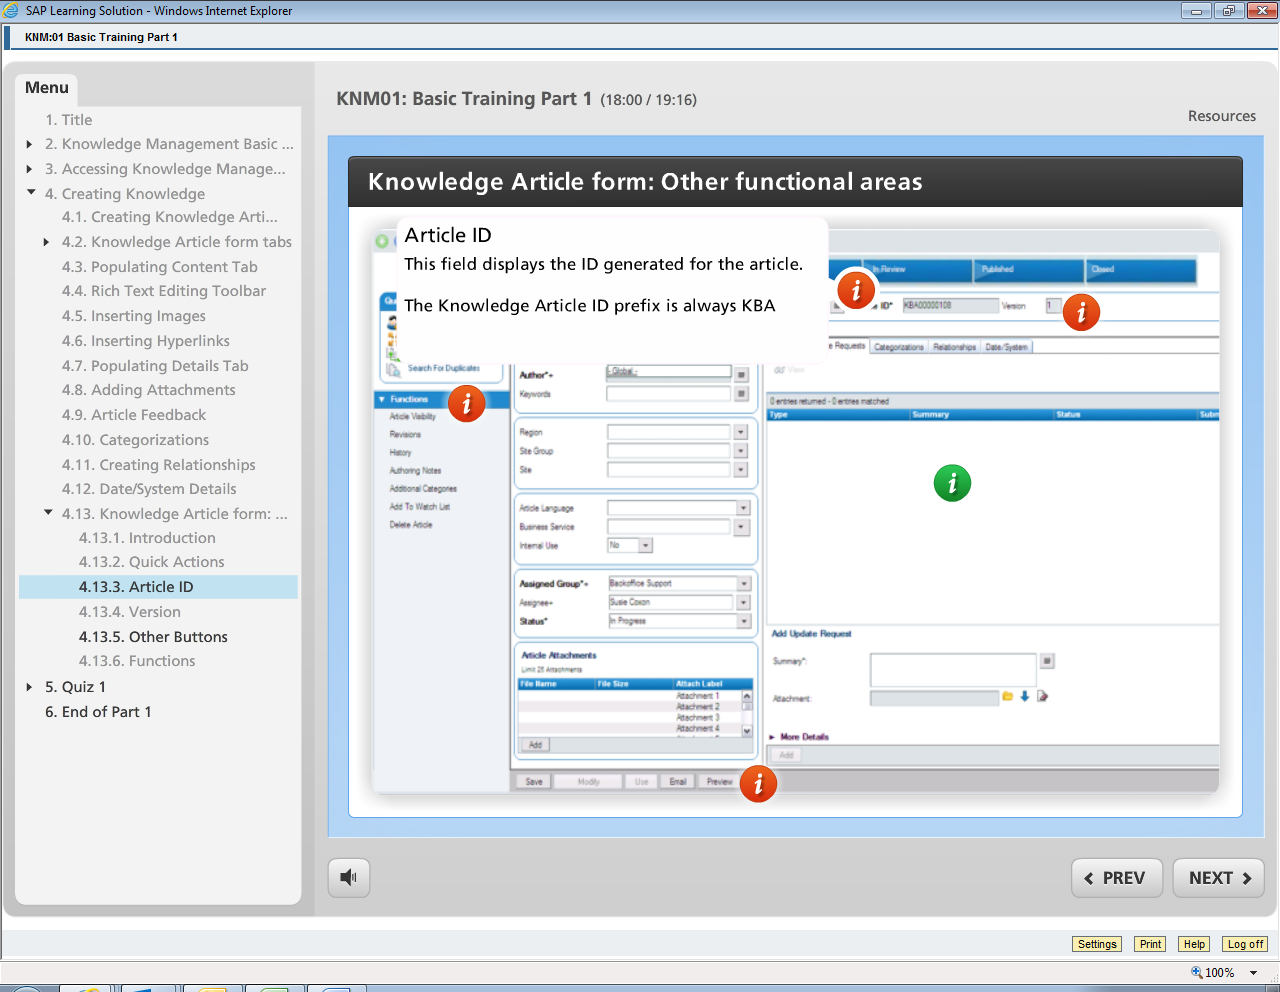 SAP Learning Solution - Windows Internet Explorer
KNM:01 Basic Training Part 1
Menu
1. Title
2. Knowledge Management Basic ...
3. Accessing Knowledge Manage...
4. Creating Knowledge
4.1. Creating Knowledge Arti...
4.2. Knowledge Article form tabs
4.3. Populating Content Tab
4.4. Rich Text Editing Toolbar
4.5. Inserting Images
4.6. Inserting Hyperlinks
4.7. Populating Details Tab
4.8. Adding Attachments
4.9. Article Feedback
4.10. Categorizations
4.11. Creating Relationships
4.12. Date/System Details
4.13. Knowledge Article form: ...
4.13.1. Introduction
4.13.2. Quick Actions
4.13.3. Article ID
4.13.4. Version
4.13.5. Other Buttons
4.13.6. Functions
5. Quiz 1
6. End of Part 1
KNM01: Basic Training Part 1 (18:00 / 19:16)
Resources
Knowledge Article form: Other functional areas
Article ID
This field displays the ID generated for the article.
The Knowledge Article ID prefix is always KBA
In Review Published Closed
ID* KBA00000108 Version 1
Requests Categorizations Relationships Date/System
View
Search For Duplicates
Functions
Article Visibility
Revisions
History
Authoring Notes
Additional Categories
Add To Watch List
Delete Article
Author*+ - Global -
Keywords
Region
Site Group
Site
Article Language
Business Service
Internal Use No
Assigned Group*+ Backoffice Support
Assignee+ Susie Coxon
Status* In Progress
Article Attachments
Limit 25 Attachments
File Name File Size Attach Label
Attachment 1
Attachment 2
Attachment 3
Attachment 4
Add
Save Modify Use Email Preview
0 entries returned - 0 entries matched
Type Summary Status Subm
Add Update Request
Summary*:
Attachment:
More Details
Add
PREV
NEXT
Settings Print Help Log off
100%